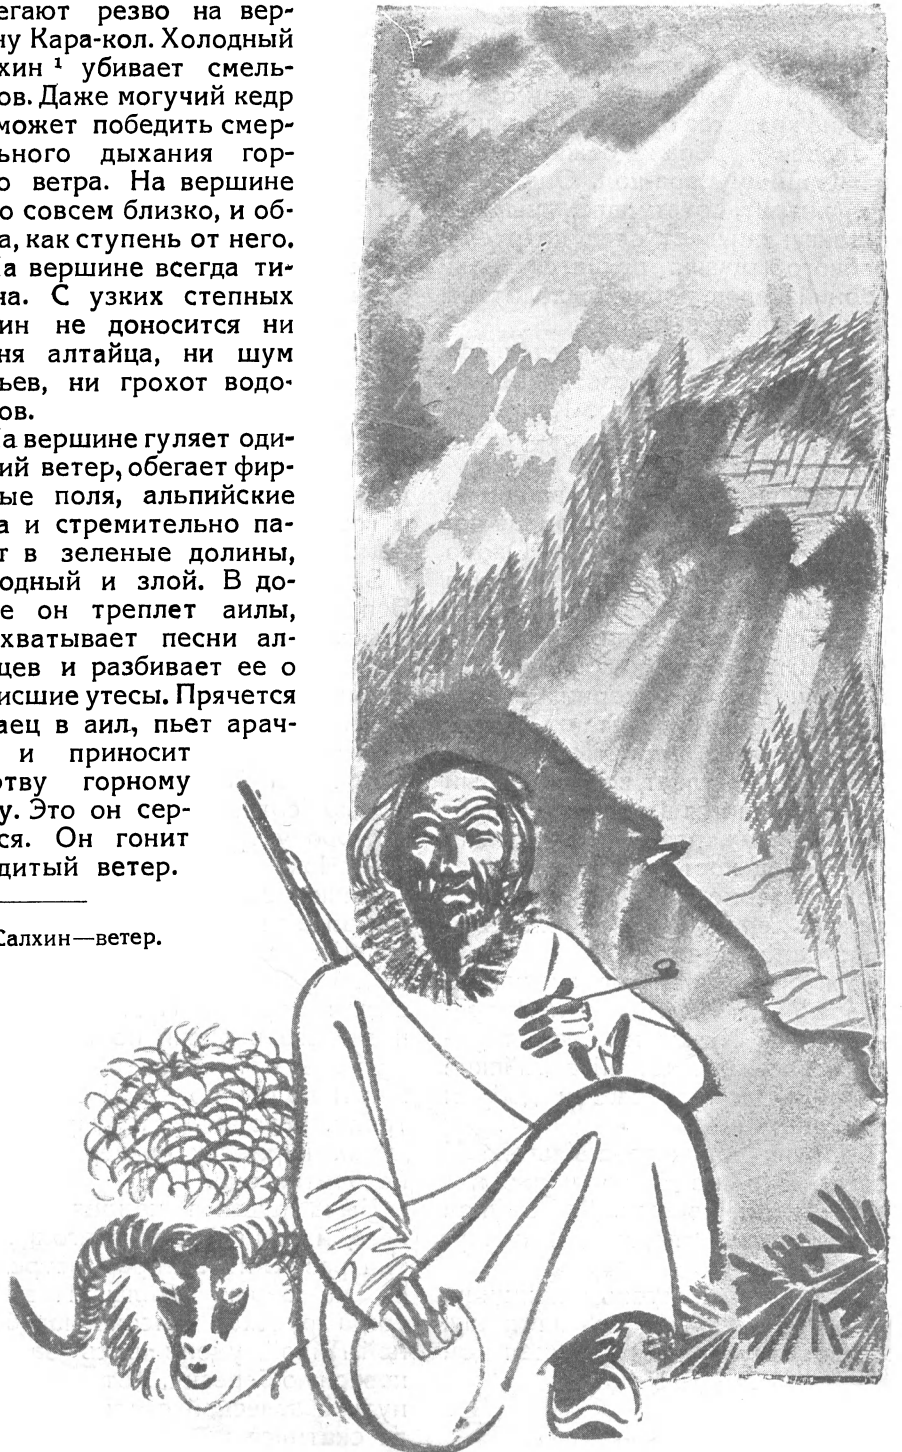 егают резво на вер-
ну Кара-кол. Холодный
хин ¹ убивает смель-
ов. Даже могучий кедр
может победить смер-
ьного дыхания гор-
о ветра. На вершине
о совсем близко, и об-
а, как ступень от него.
а вершине всегда ти-
на. С узких степных
ин не доносится ни
ня алтайца, ни шум
ьев, ни грохот водо-
ов.
а вершине гуляет оди-
ий ветер, обегает фир-
ые поля, альпийские
а и стремительно па-
т в зеленые долины,
одный и злой. В до-
е он треплет аилы,
хватывает песни ал-
цев и разбивает ее о
исшие утесы. Прячется
аец в аил, пьет арач-
и приносит
ртву горному
у. Это он сер-
ся. Он гонит
дитый ветер.
Салхин—ветер.